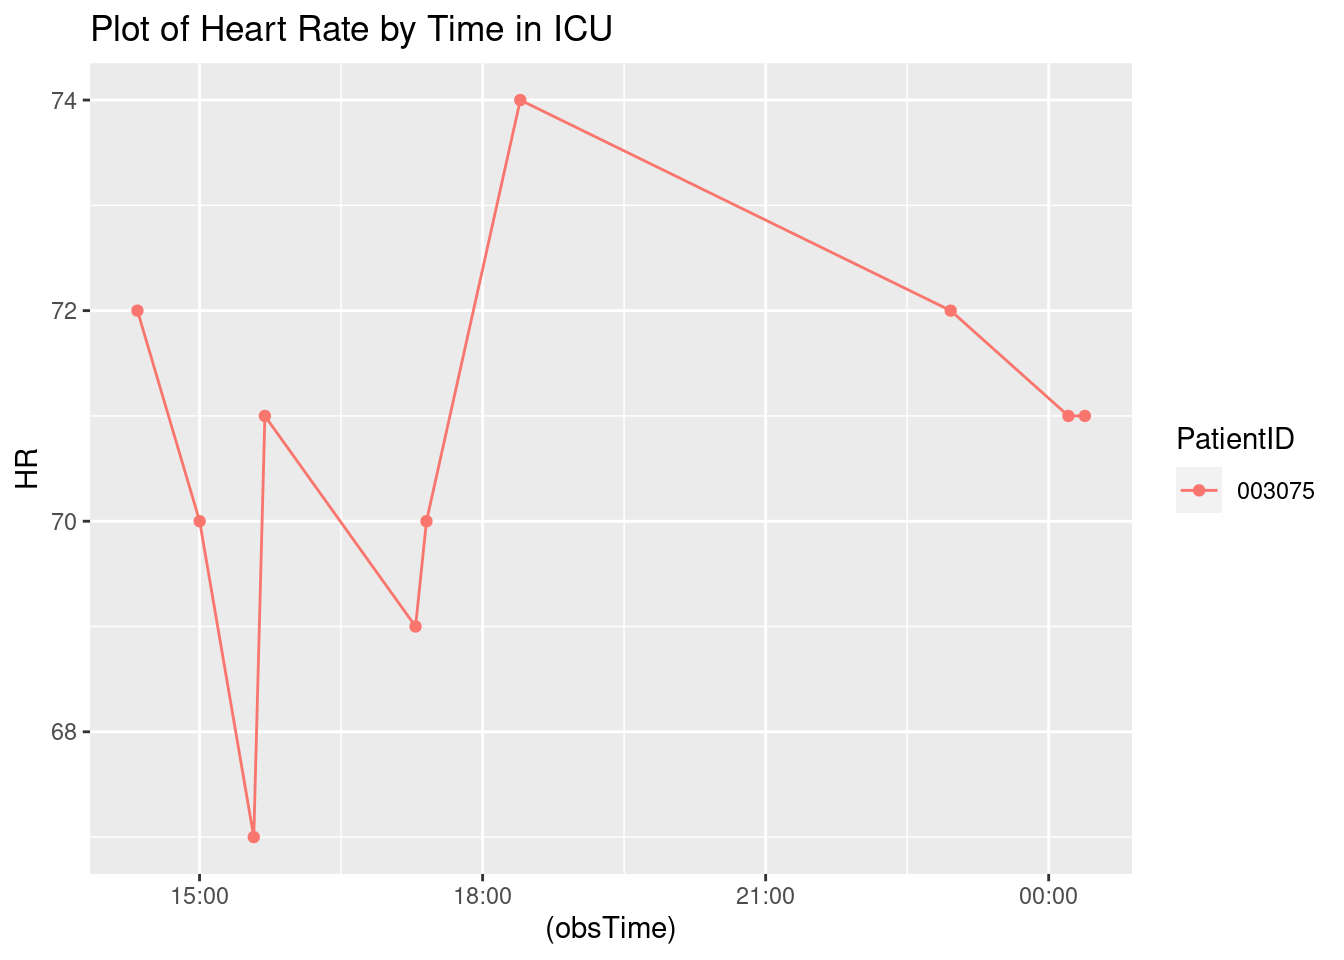 Plot of Heart Rate by Time in ICU
74
72
70
68
HR
15:00 18:00 21:00 00:00
(obsTime)
PatientID
003075